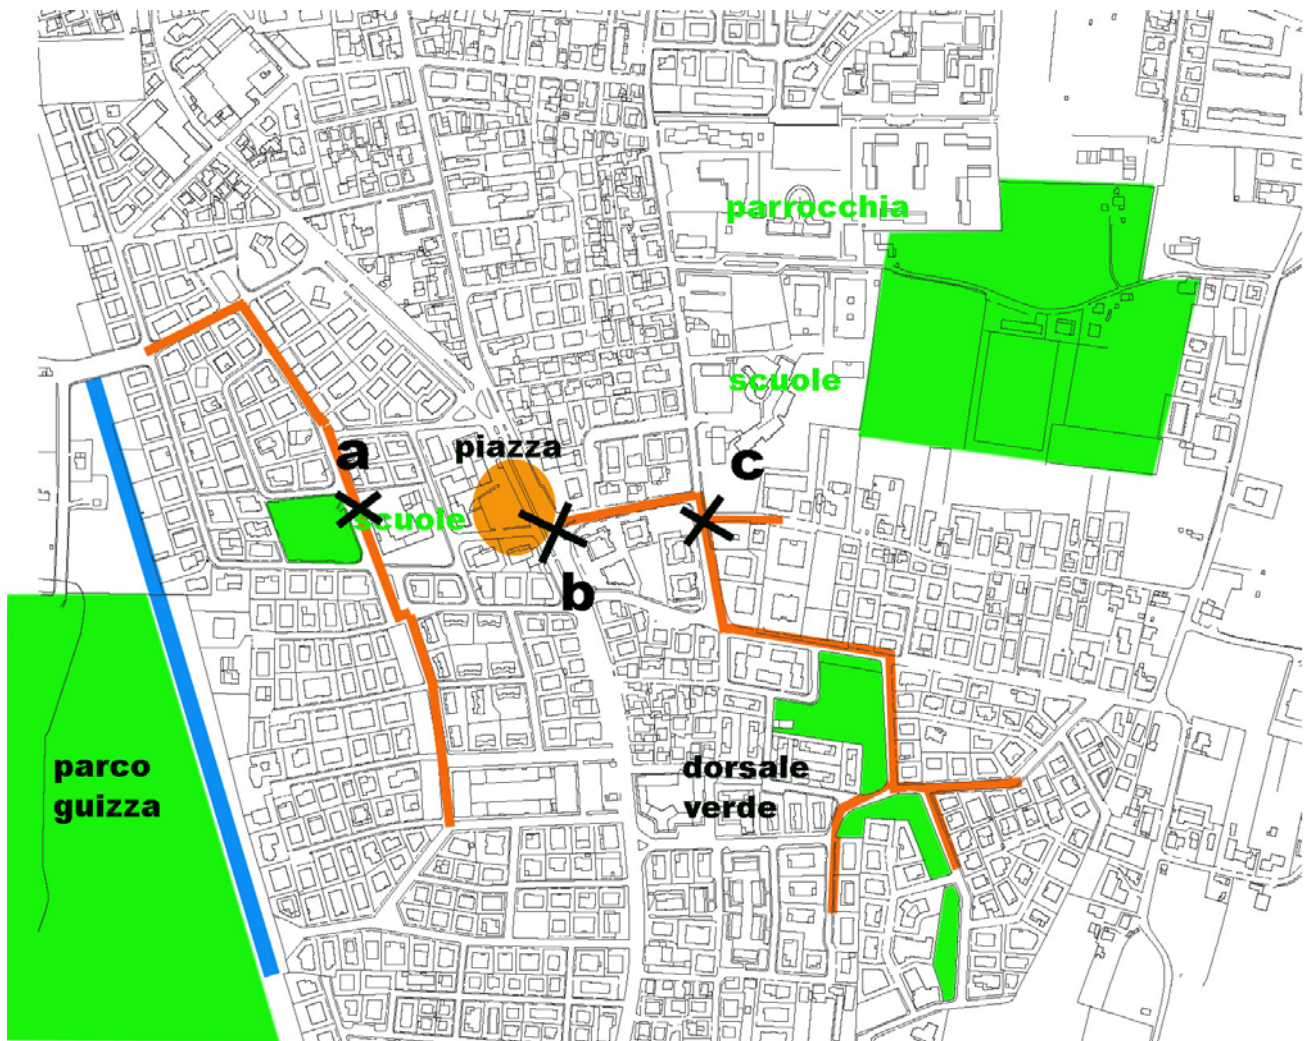 parrocchia
scuole
a
piazza
c
scuole
b
parco
guizza
dorsale
verde